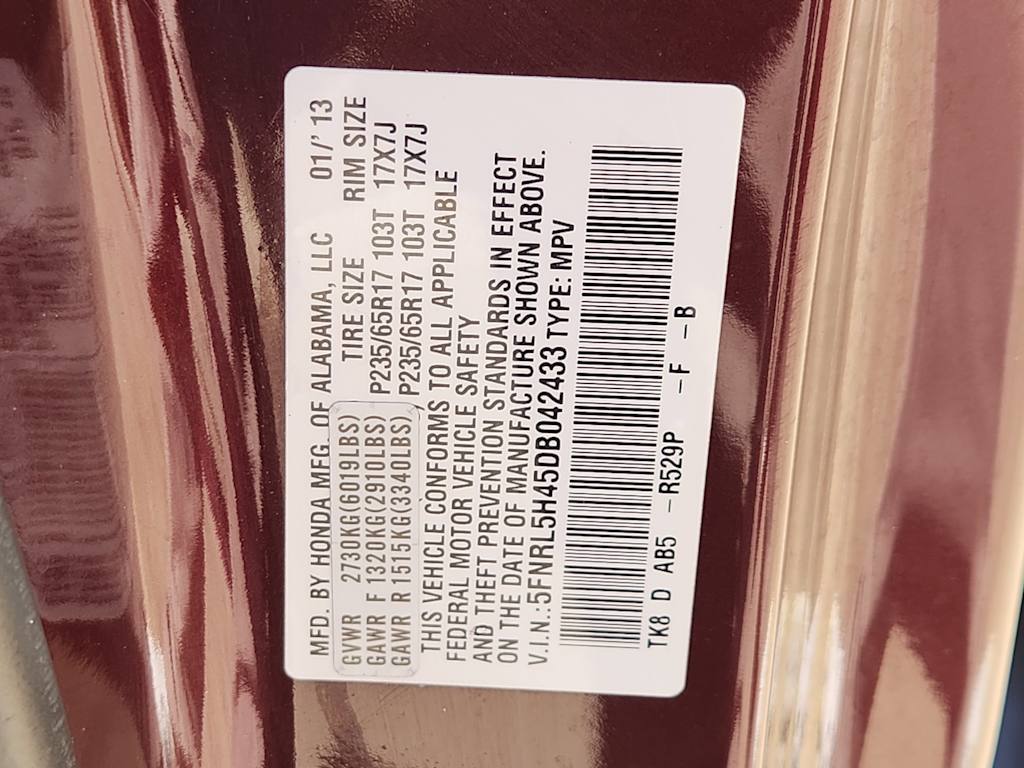 MFD. BY HONDA MFG. OF ALABAMA, LLC 01/' 13
GVWR 2730KG(6019LBS) TIRE SIZE RIM SIZE
GAWR F 1320KG(2910LBS) P235/65R17 103T 17X7J
GAWR R 1515KG(3340LBS) P235/65R17 103T 17X7J
THIS VEHICLE CONFORMS TO ALL APPLICABLE
FEDERAL MOTOR VEHICLE SAFETY
AND THEFT PREVENTION STANDARDS IN EFFECT
ON THE DATE OF MANUFACTURE SHOWN ABOVE.
V.I.N.:5FNRL5H45DB042433 TYPE: MPV
TK8 D AB5 -R529P -F -B